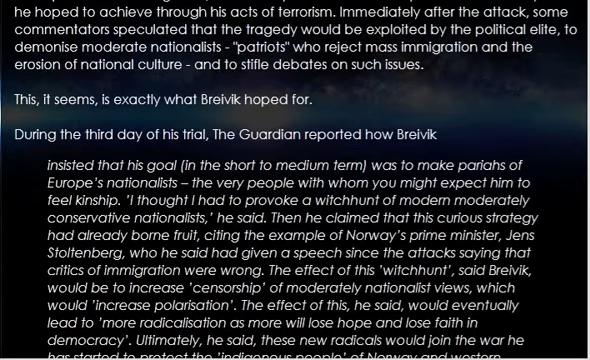 he hoped to achieve through his acts of terrorism. Immediately after the attack, some
commentators speculated that the tragedy would be exploited by the political elite, to
demonise moderate nationalists - "patriots" who reject mass immigration and the
erosion of national culture - and to stifle debates on such issues.
This, it seems, is exactly what Breivik hoped for.
During the third day of his trial, The Guardian reported how Breivik
insisted that his goal (in the short to medium term) was to make pariahs of
Europe's nationalists – the very people with whom you might expect him to
feel kinship. 'I thought I had to provoke a witchhunt of modern moderately
conservative nationalists,' he said. Then he claimed that this curious strategy
had already borne fruit, citing the example of Norway's prime minister, Jens
Stoltenberg, who he said had given a speech since the attacks saying that
critics of immigration were wrong. The effect of this 'witchhunt', said Breivik,
would be to increase 'censorship' of moderately nationalist views, which
would 'increase polarisation'. The effect of this, he said, would eventually
lead to 'more radicalisation as more will lose hope and lose faith in
democracy'. Ultimately, he said, these new radicals would join the war he
has started to protect the 'indigenous people' of Norway and western